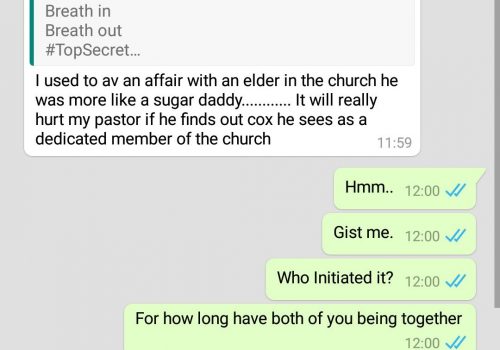 Breath in
Breath out
#TopSecret…
I used to av an affair with an elder in the church he
was more like a sugar daddy............ It will really
hurt my pastor if he finds out cox he sees as a
dedicated member of the church
11:59
Hmm.. 12:00
Gist me. 12:00
Who Initiated it? 12:00
For how long have both of you being together
12:00